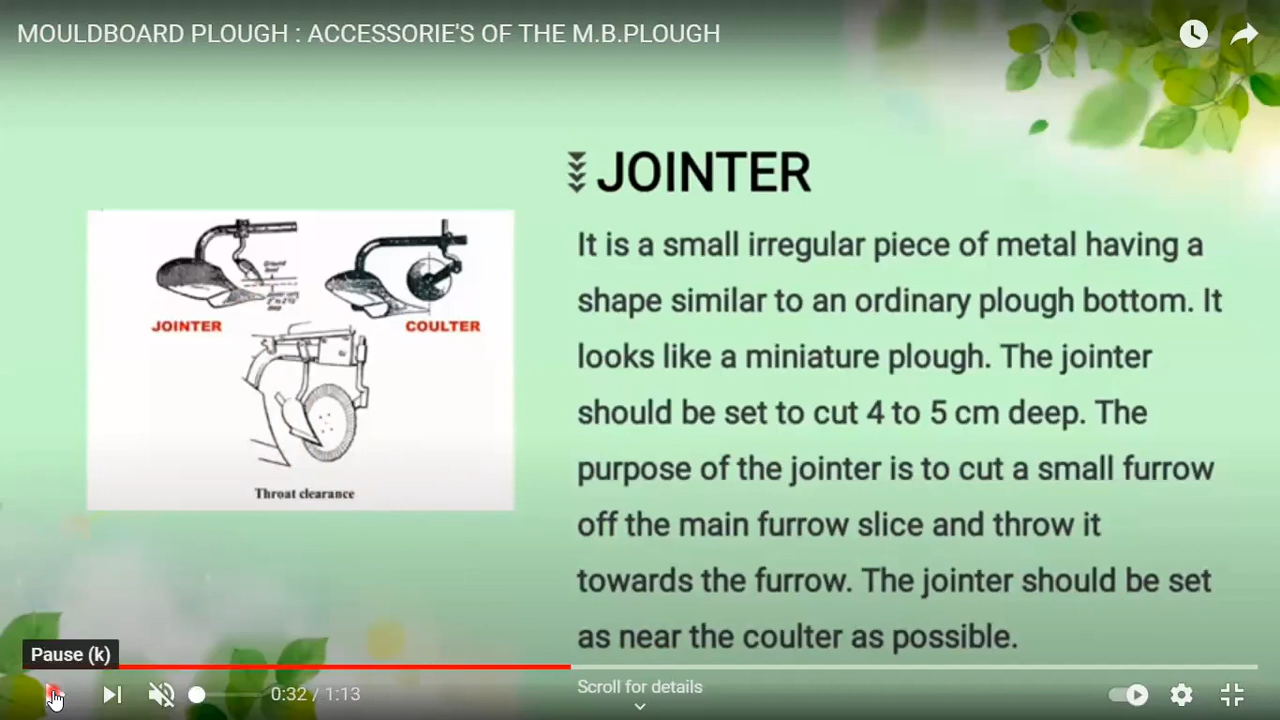 MOULDBOARD PLOUGH : ACCESSORIE'S OF THE M.B.PLOUGH
JOINTER
It is a small irregular piece of metal having a
shape similar to an ordinary plough bottom. It
looks like a miniature plough. The jointer
should be set to cut 4 to 5 cm deep. The
purpose of the jointer is to cut a small furrow
off the main furrow slice and throw it
towards the furrow. The jointer should be set
as near the coulter as possible.
JOINTER
COULTER
Throat clearance
Pause (k)
0:32 / 1:13
Scroll for details